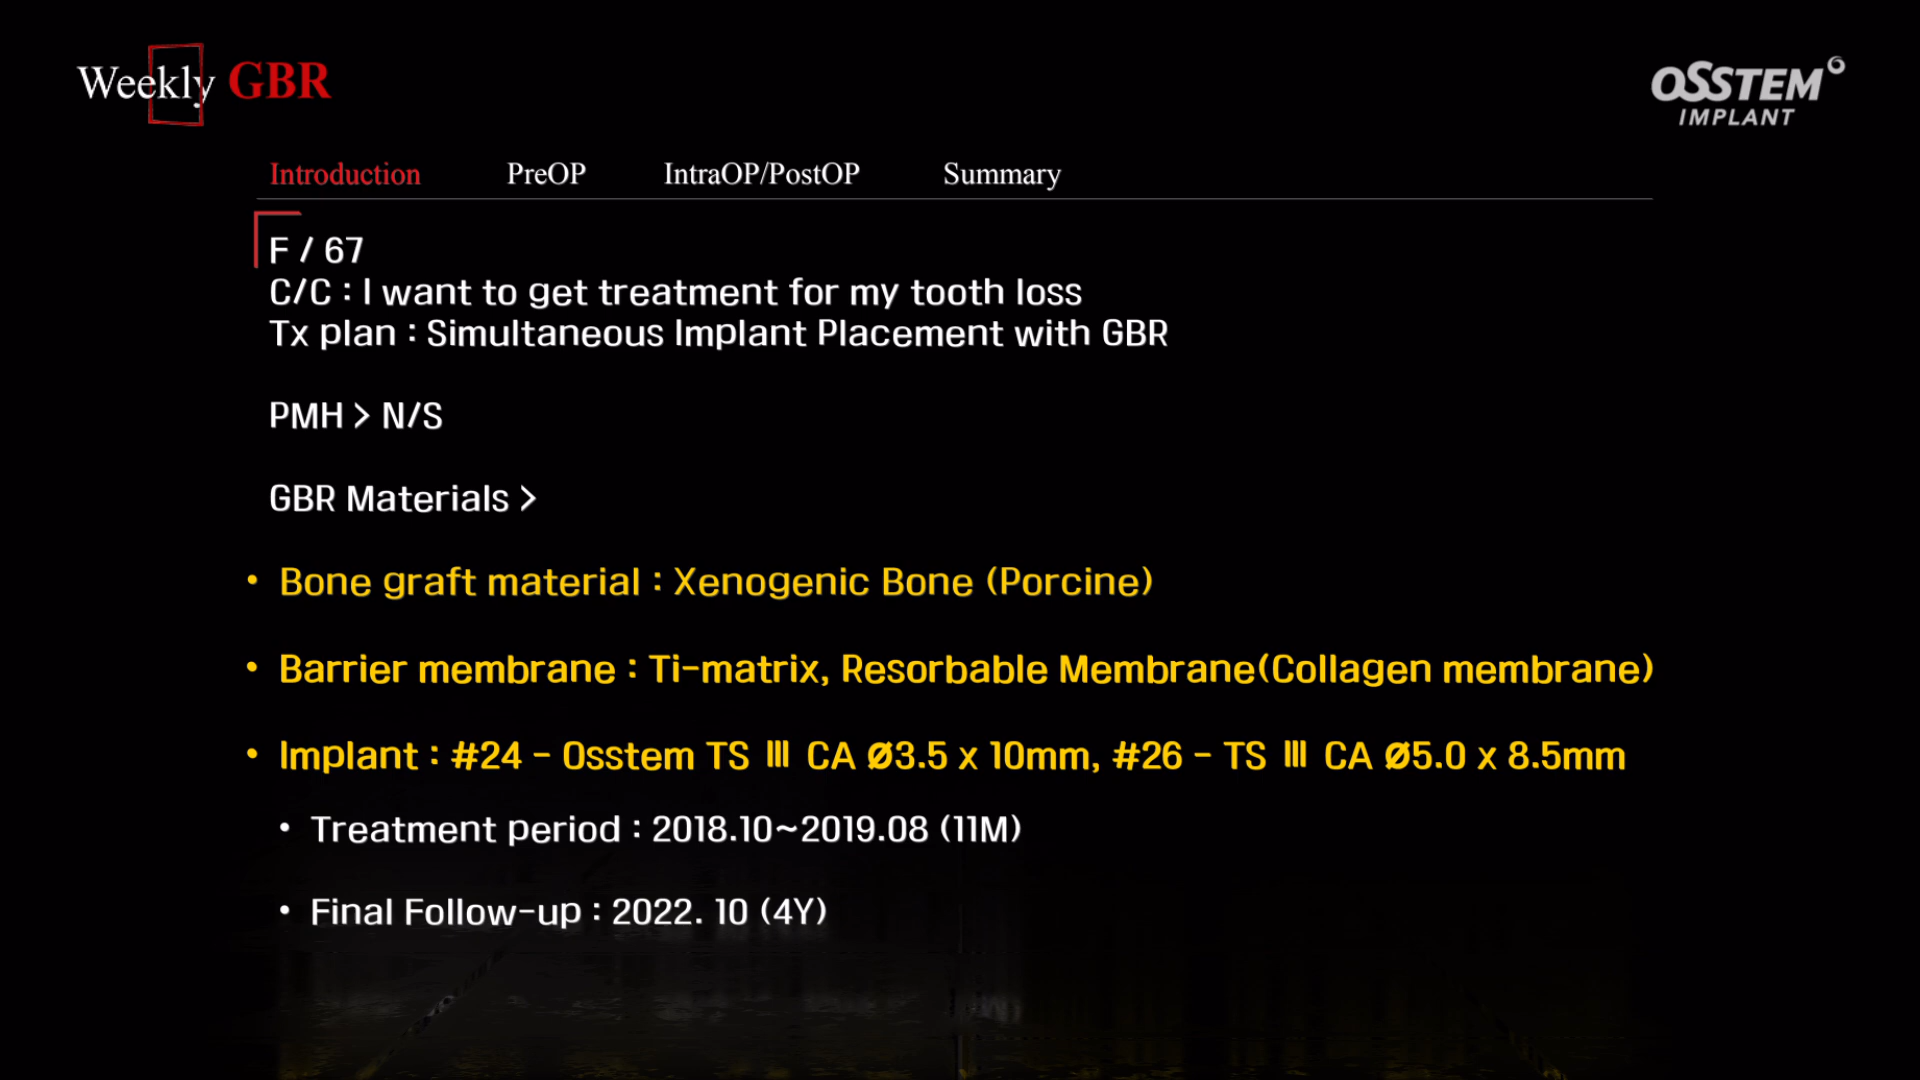 Weekly GBR
OSSTEM
IMPLANT
Introduction PreOP IntraOP/PostOP Summary
F / 67
C/C : I want to get treatment for my tooth loss
Tx plan : Simultaneous Implant Placement with GBR
PMH > N/S
GBR Materials >
• Bone graft material : Xenogenic Bone (Porcine)
• Barrier membrane : Ti-matrix, Resorbable Membrane(Collagen membrane)
• Implant : #24 - Osstem TS Ⅲ CA Ø3.5 x 10mm, #26 - TS Ⅲ CA Ø5.0 x 8.5mm
• Treatment period : 2018.10~2019.08 (11M)
• Final Follow-up : 2022. 10 (4Y)